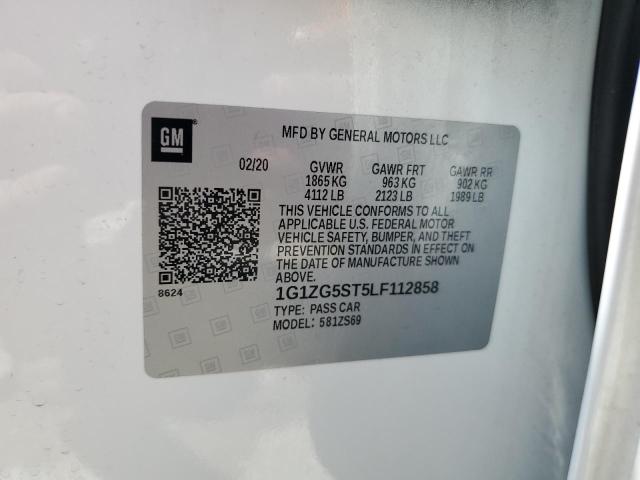 GM
MFD BY GENERAL MOTORS LLC
02/20 GVWR GAWR FRT GAWR RR
1865 KG 963 KG 902 KG
4112 LB 2123 LB 1989 LB
THIS VEHICLE CONFORMS TO ALL
APPLICABLE U.S. FEDERAL MOTOR
VEHICLE SAFETY, BUMPER, AND THEFT
PREVENTION STANDARDS IN EFFECT ON
THE DATE OF MANUFACTURE SHOWN
ABOVE.
8624
1G1ZG5ST5LF112858
TYPE: PASS CAR
MODEL: 581ZS69